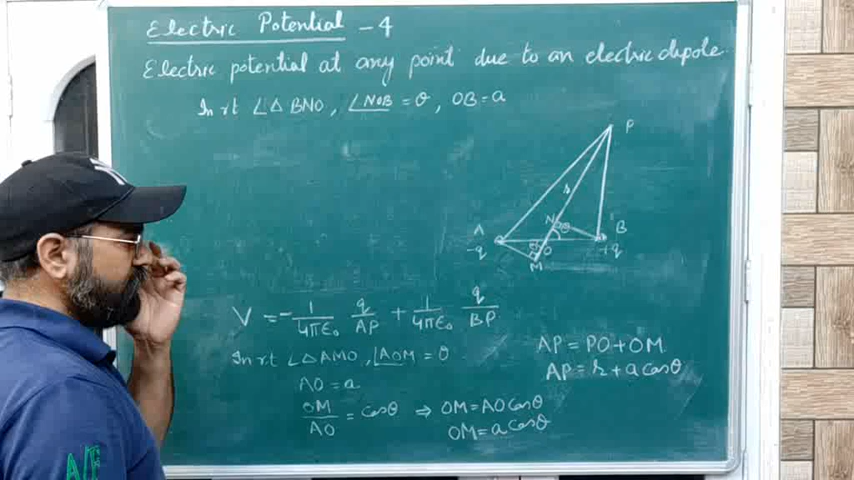 Electric Potential - 4
Electric potential at any point due to an electric dipole
In rt ∠△ BNO, ∠NOB = θ, OB = a
P
r
A
N
θ
B
-q
θ
O
+q
M
V = - 1/4πε₀ q/AP + 1/4πε₀ q/BP
In rt ∠△AMO, ∠AOM = θ
AO = a
OM/AO = cosθ ⇒ OM = AO cosθ
OM = a cosθ
AP = PO + OM
AP = r + a cosθ